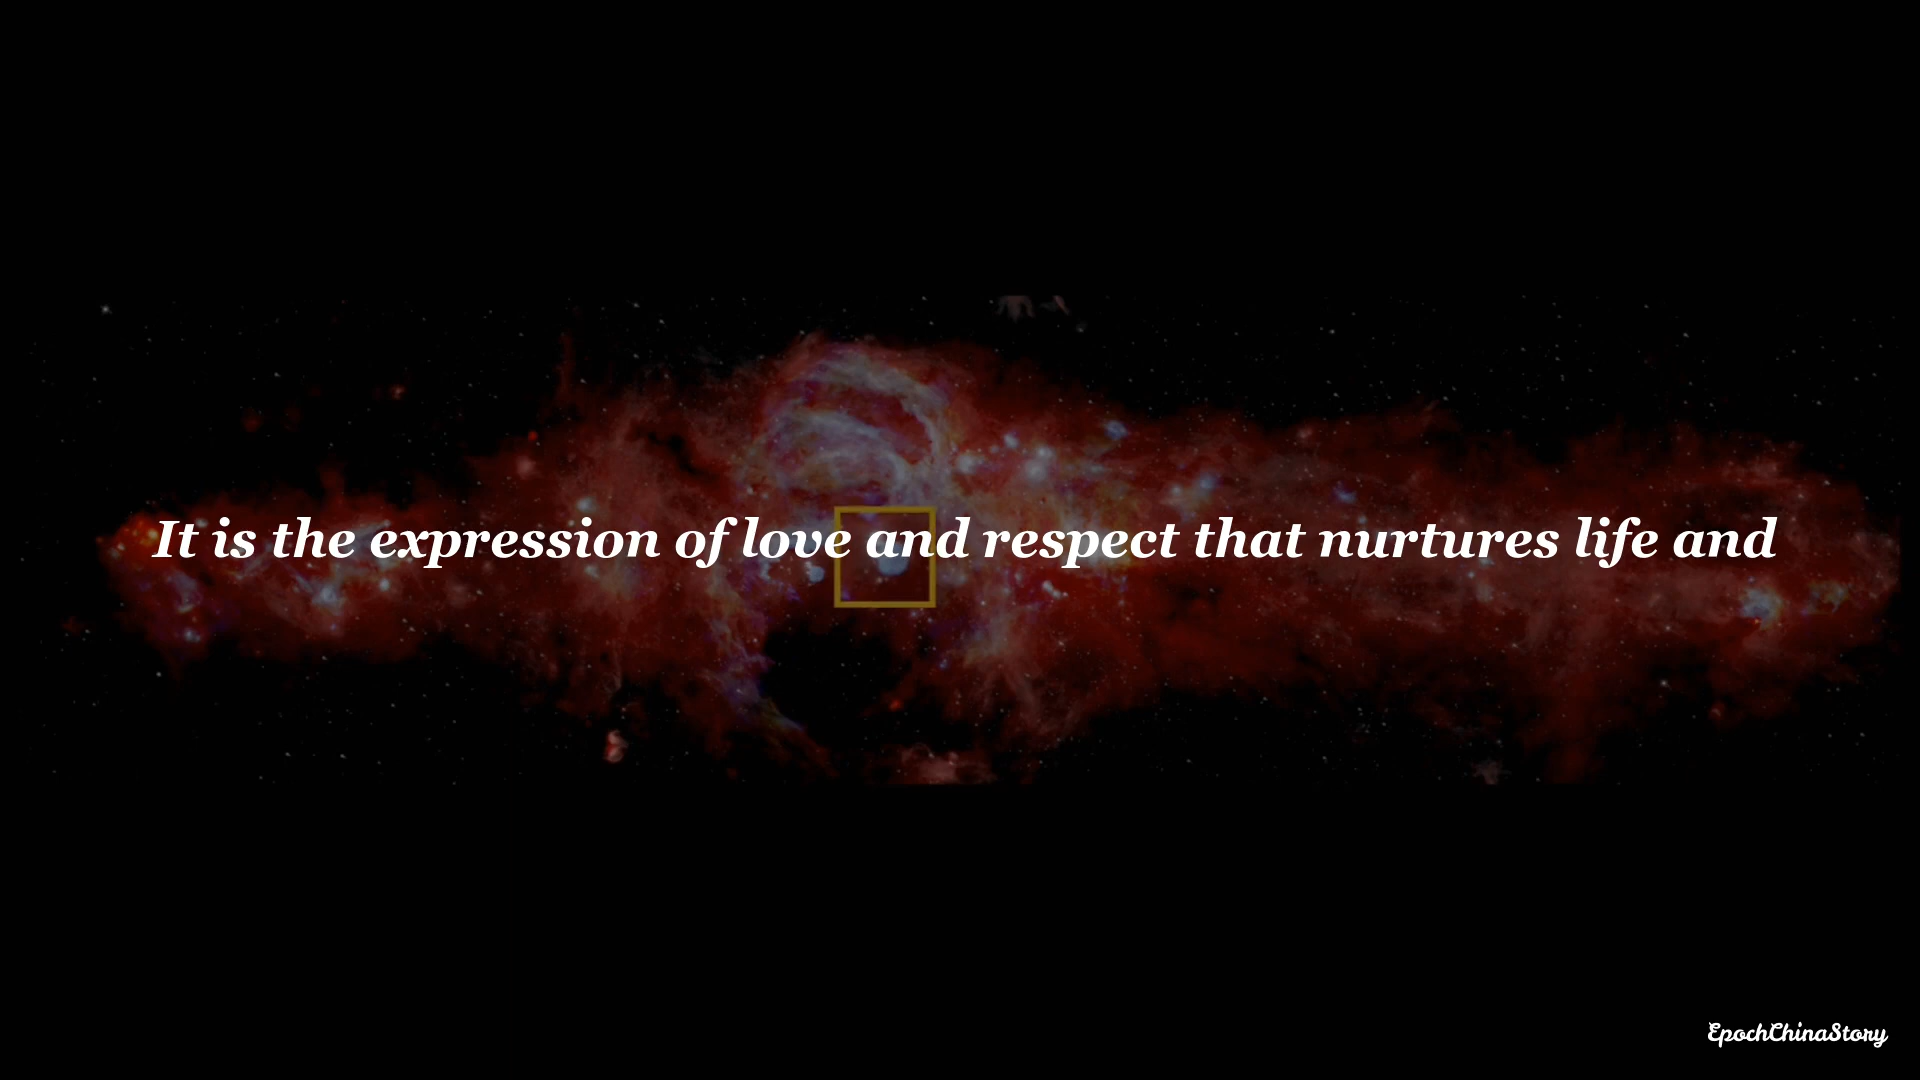 It is the expression of love and respect that nurtures life and
EpochChinaStory